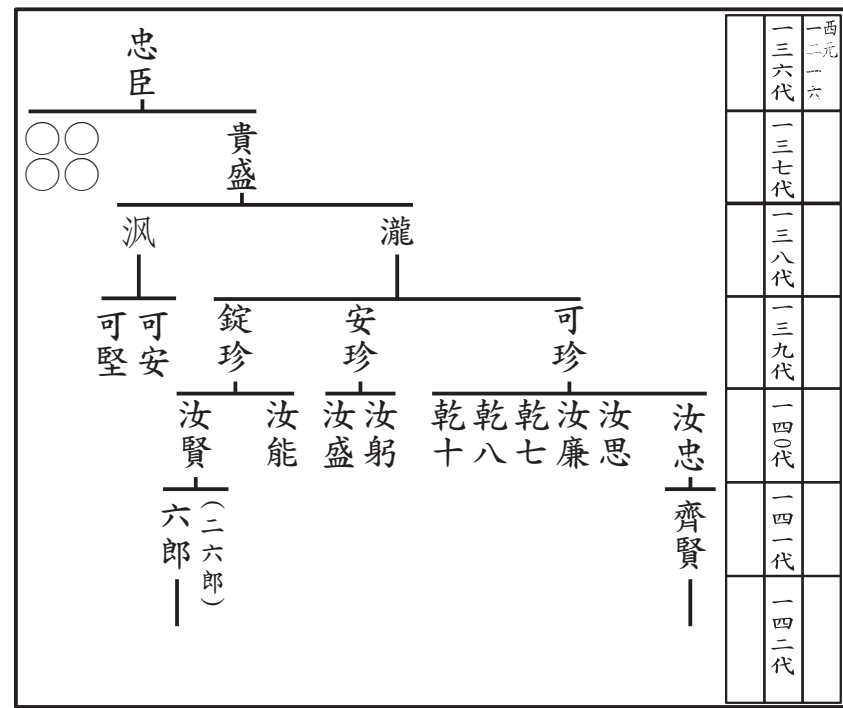 西元
一二一六
一三六代
一三七代
一三八代
一三九代
一四〇代
一四一代
一四二代
忠臣
貴盛
○○○○
瀧
沨
可珍
安珍
錠珍
可安
可堅
汝忠
汝思
汝廉
乾七
乾八
乾十
汝躬
汝盛
汝能
汝賢
齊賢
(二六郎)
六郎